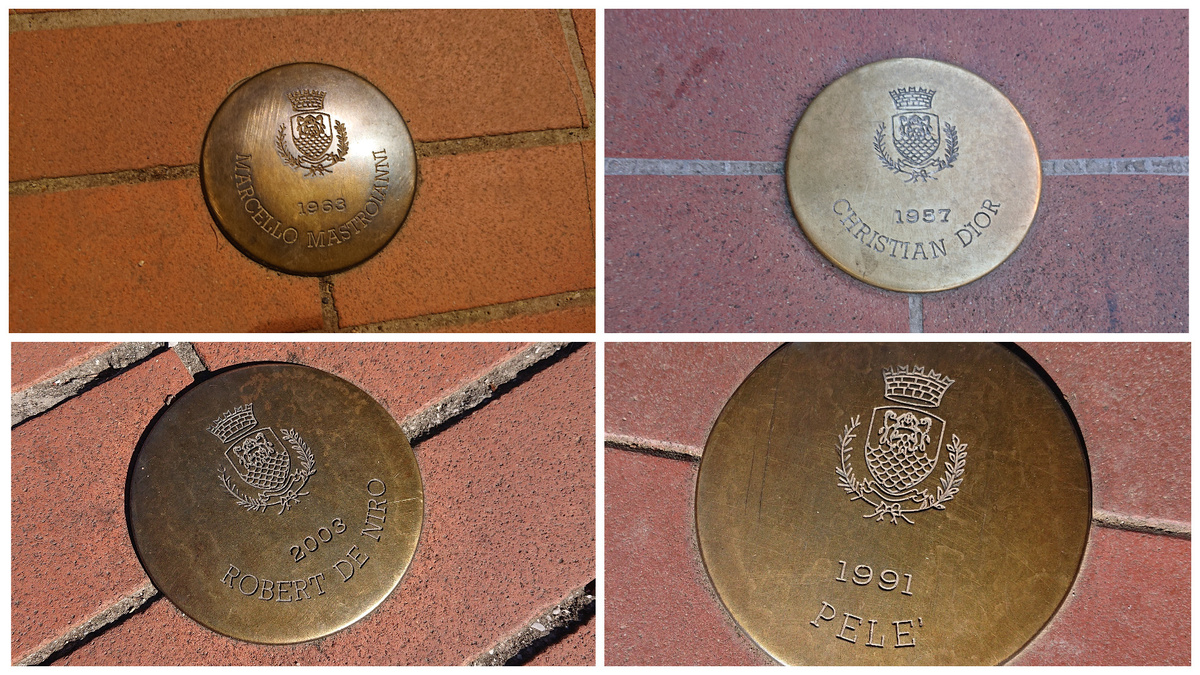 1963
MARCELLO MASTROIANNI
1957
CHRISTIAN DIOR
2003
ROBERT DE NIRO
1991
PELE'